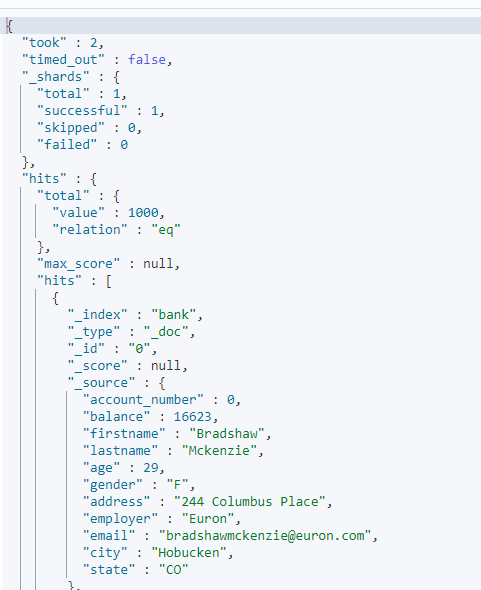 {
"took" : 2,
"timed_out" : false,
"_shards" : {
"total" : 1,
"successful" : 1,
"skipped" : 0,
"failed" : 0
},
"hits" : {
"total" : {
"value" : 1000,
"relation" : "eq"
},
"max_score" : null,
"hits" : [
{
"_index" : "bank",
"_type" : "_doc",
"_id" : "0",
"_score" : null,
"_source" : {
"account_number" : 0,
"balance" : 16623,
"firstname" : "Bradshaw",
"lastname" : "Mckenzie",
"age" : 29,
"gender" : "F",
"address" : "244 Columbus Place",
"employer" : "Euron",
"email" : "bradshawmckenzie@euron.com",
"city" : "Hobucken",
"state" : "CO"
},